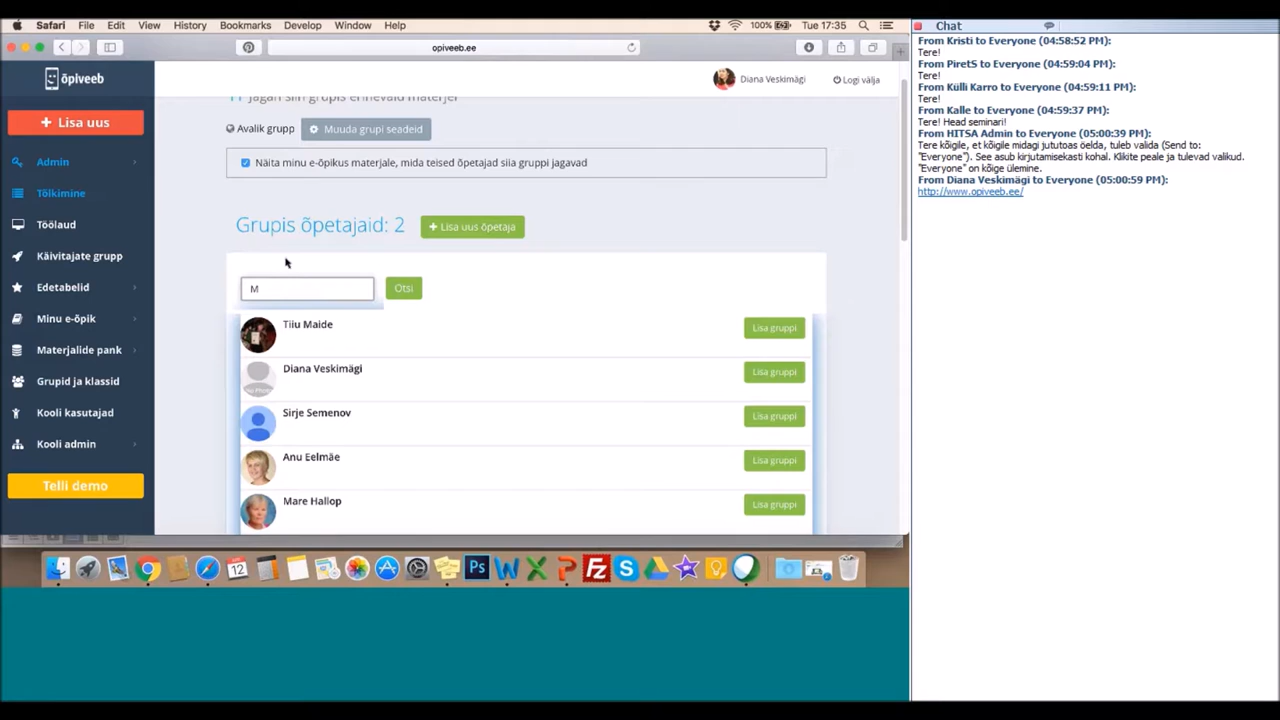 Safari File Edit View History Bookmarks Develop Window Help 100% Tue 17:35
opiveeb.ee
õpiveeb
Diana Veskimägi Logi välja
Jagan siin grupis erinevaid materjer
+ Lisa uus
Avalik grupp Muuda grupi seadeid
Admin
Näita minu e-õpikus materjale, mida teised õpetajad siia gruppi jagavad
Tõlkimine
Töölaud
Grupis õpetajaid: 2 + Lisa uus õpetaja
Käivitajate grupp
Edetabelid
M Otsi
Minu e-õpik
Tiiu Maide Lisa gruppi
Materjalide pank
Diana Veskimägi Lisa gruppi
Grupid ja klassid
Kooli kasutajad
Sirje Semenov Lisa gruppi
Kooli admin
Anu Eelmäe Lisa gruppi
Telli demo
Mare Hallop Lisa gruppi
12
Ps
W
X
P
Fz
S
Chat
From Kristi to Everyone (04:58:52 PM):
Tere!
From PiretS to Everyone (04:59:04 PM):
Tere!
From Külli Karro to Everyone (04:59:11 PM):
Tere!
From Kalle to Everyone (04:59:37 PM):
Tere! Head seminari!
From HITSA Admin to Everyone (05:00:39 PM):
Tere kõigile, et kõigile midagi jututoas öelda, tuleb valida (Send to:
"Everyone"). See asub kirjutamisekasti kohal. Klikite peale ja tulevad valikud.
"Everyone" on kõige ülemine.
From Diana Veskimägi to Everyone (05:00:59 PM):
http://www.opiveeb.ee/